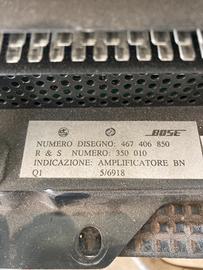 BOSE
NUMERO DISEGNO: 467 406 850
R & S NUMERO: 350 010
INDICAZIONE: AMPLIFICATORE BN
Q1 5/6918